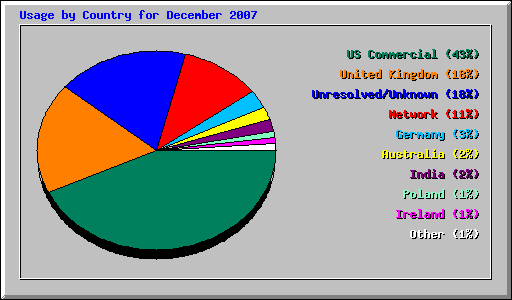 Usage by Country for December 2007
US Commercial (43%)
United Kingdom (18%)
Unresolved/Unknown (18%)
Network (11%)
Germany (3%)
Australia (2%)
India (2%)
Poland (1%)
Ireland (1%)
Other (1%)